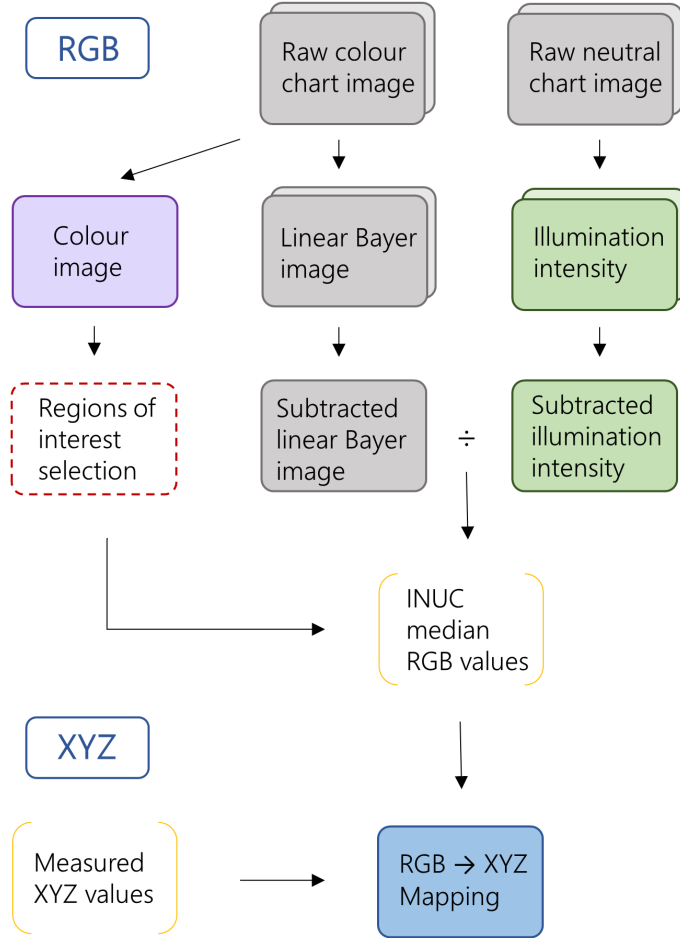 RGB
Raw colour
chart image
Raw neutral
chart image
Colour
image
Linear Bayer
image
Illumination
intensity
Regions of
interest
selection
Subtracted
linear Bayer
image
÷
Subtracted
illumination
intensity
INUC
median
RGB values
XYZ
Measured
XYZ values
RGB → XYZ
Mapping